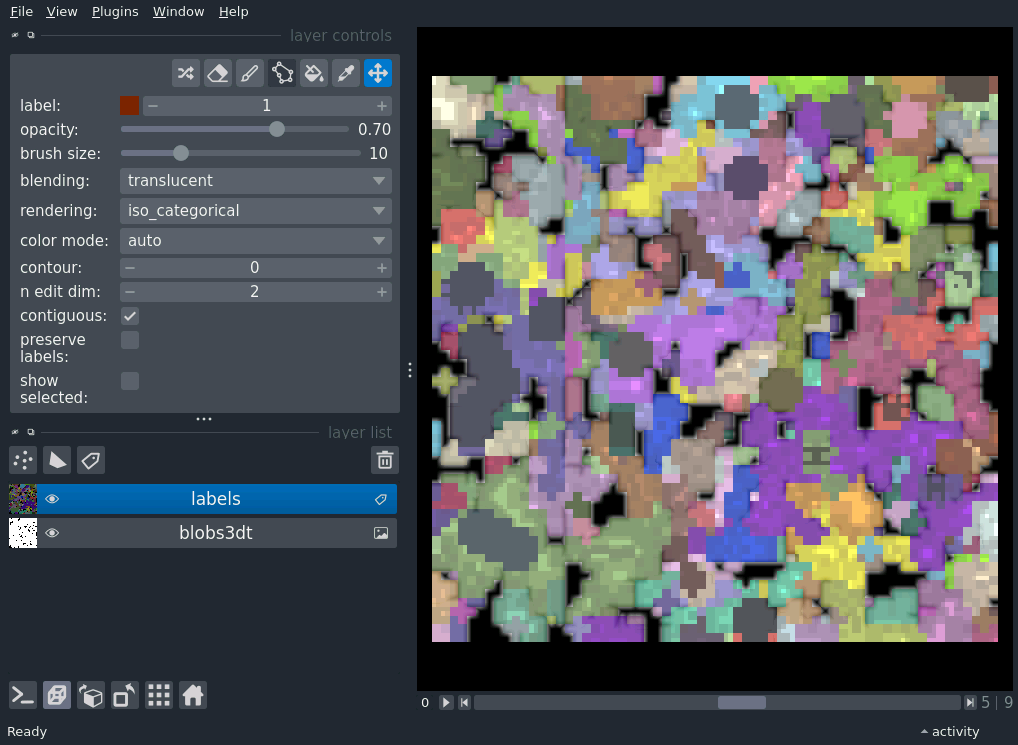 File View Plugins Window Help
layer controls
label: 1
opacity: 0.70
brush size: 10
blending: translucent
rendering: iso_categorical
color mode: auto
contour: 0
n edit dim: 2
contiguous:
preserve
labels:
show
selected:
layer list
labels
blobs3dt
0 5 | 9
Ready activity